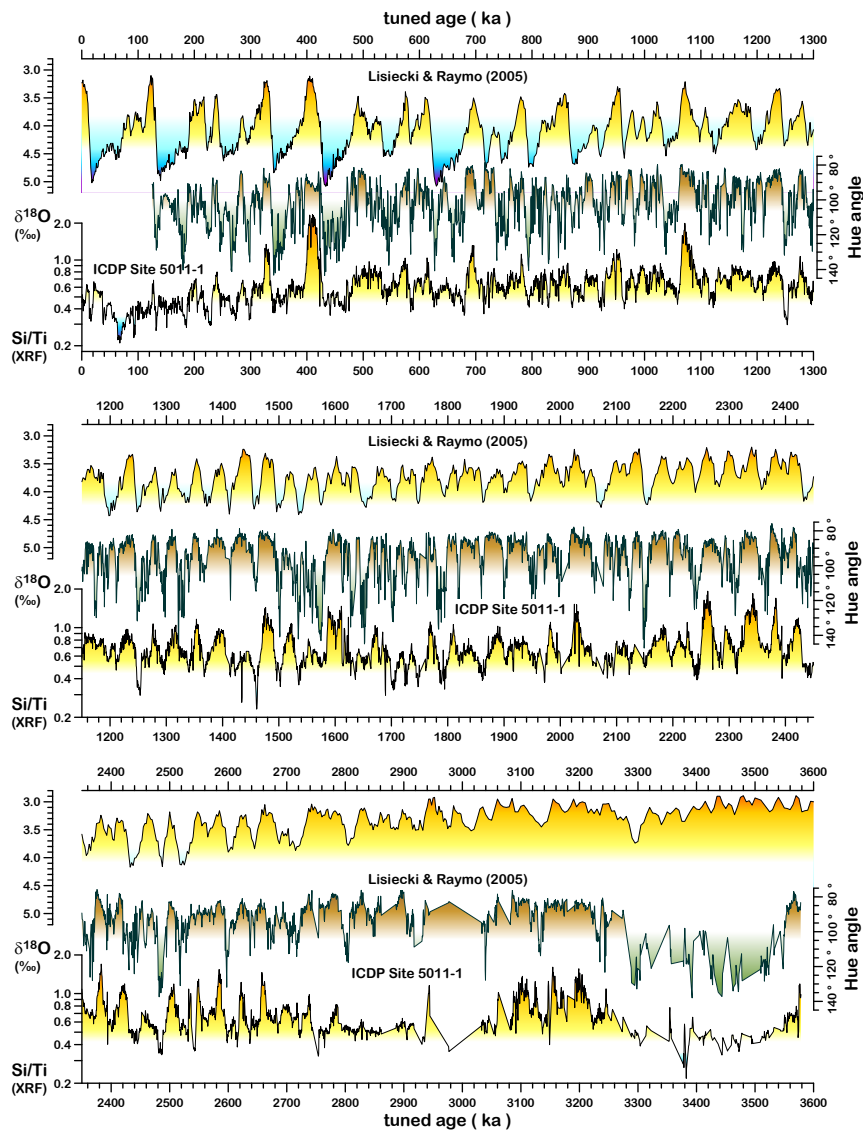 tuned age ( ka )
0 100 200 300 400 500 600 700 800 900 1000 1100 1200 1300
Lisiecki & Raymo (2005)
3.0
3.5
4.0
4.5
5.0
δ18O
(‰)
80 °
100 °
120 °
140 °
Hue angle
ICDP Site 5011-1
2.0
1.0
0.8
0.6
0.4
0.2
Si/Ti
(XRF)
0 100 200 300 400 500 600 700 800 900 1000 1100 1200 1300
1200 1300 1400 1500 1600 1700 1800 1900 2000 2100 2200 2300 2400
Lisiecki & Raymo (2005)
3.0
3.5
4.0
4.5
5.0
δ18O
(‰)
80 °
100 °
120 °
140 °
Hue angle
ICDP Site 5011-1
2.0
1.0
0.8
0.6
0.4
0.2
Si/Ti
(XRF)
1200 1300 1400 1500 1600 1700 1800 1900 2000 2100 2200 2300 2400
2400 2500 2600 2700 2800 2900 3000 3100 3200 3300 3400 3500 3600
3.0
3.5
4.0
4.5
5.0
Lisiecki & Raymo (2005)
δ18O
(‰)
80 °
100 °
120 °
140 °
Hue angle
ICDP Site 5011-1
2.0
1.0
0.8
0.6
0.4
0.2
Si/Ti
(XRF)
2400 2500 2600 2700 2800 2900 3000 3100 3200 3300 3400 3500 3600
tuned age ( ka )